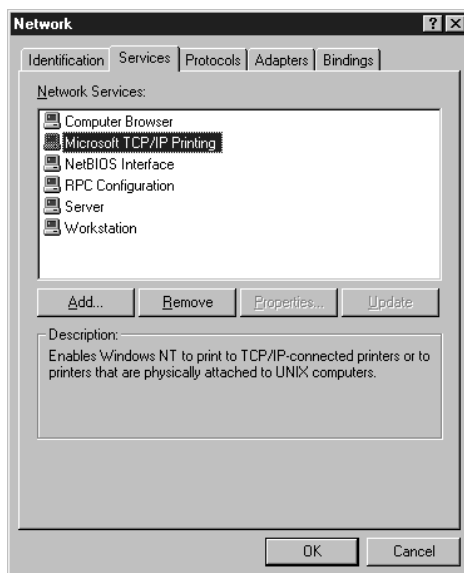 Network
Identification Services Protocols Adapters Bindings
Network Services:
Computer Browser
Microsoft TCP/IP Printing
NetBIOS Interface
RPC Configuration
Server
Workstation
Add... Remove Properties... Update
Description:
Enables Windows NT to print to TCP/IP-connected printers or to
printers that are physically attached to UNIX computers.
OK Cancel